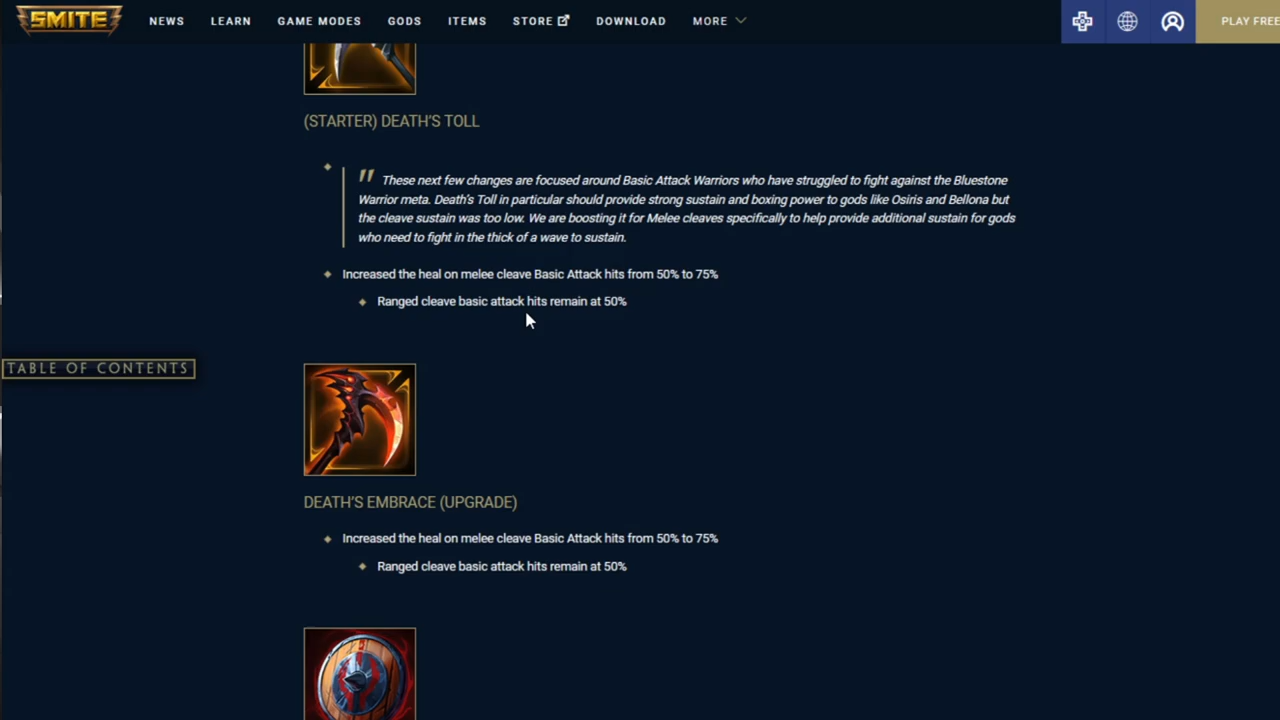 SMITE NEWS LEARN GAME MODES GODS ITEMS STORE DOWNLOAD MORE PLAY FREE
(STARTER) DEATH'S TOLL
" These next few changes are focused around Basic Attack Warriors who have struggled to fight against the Bluestone
Warrior meta. Death's Toll in particular should provide strong sustain and boxing power to gods like Osiris and Bellona but
the cleave sustain was too low. We are boosting it for Melee cleaves specifically to help provide additional sustain for gods
who need to fight in the thick of a wave to sustain.
Increased the heal on melee cleave Basic Attack hits from 50% to 75%
Ranged cleave basic attack hits remain at 50%
TABLE OF CONTENTS
DEATH'S EMBRACE (UPGRADE)
Increased the heal on melee cleave Basic Attack hits from 50% to 75%
Ranged cleave basic attack hits remain at 50%